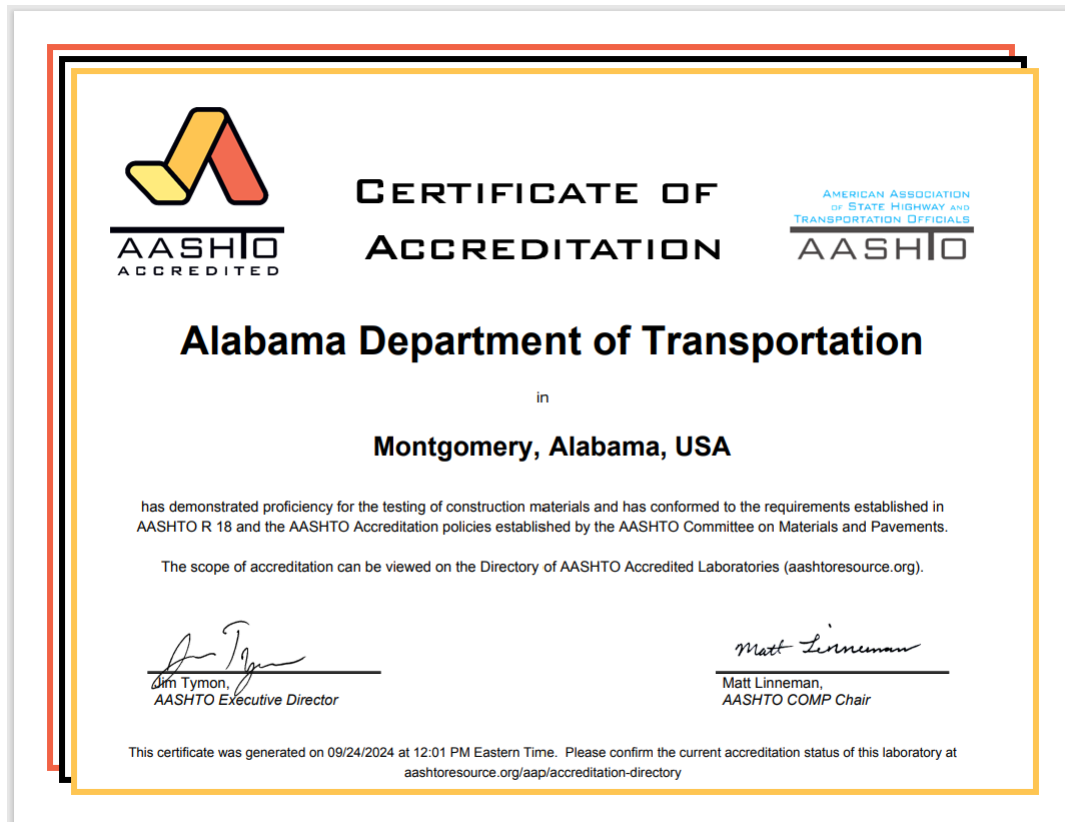 AASHTO
ACCREDITED
CERTIFICATE OF
ACCREDITATION
AMERICAN ASSOCIATION
OF STATE HIGHWAY AND
TRANSPORTATION OFFICIALS
AASHTO
Alabama Department of Transportation
in
Montgomery, Alabama, USA
has demonstrated proficiency for the testing of construction materials and has conformed to the requirements established in
AASHTO R 18 and the AASHTO Accreditation policies established by the AASHTO Committee on Materials and Pavements.
The scope of accreditation can be viewed on the Directory of AASHTO Accredited Laboratories (aashtoresource.org).
Jim Tymon
Jim Tymon,
AASHTO Executive Director
Matt Linneman
Matt Linneman,
AASHTO COMP Chair
This certificate was generated on 09/24/2024 at 12:01 PM Eastern Time.  Please confirm the current accreditation status of this laboratory at
aashtoresource.org/aap/accreditation-directory